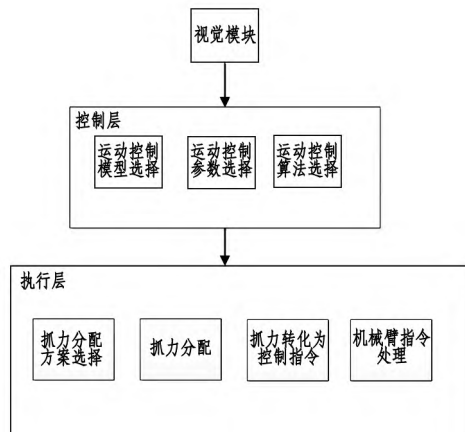 视觉模块
控制层
运动控制
模型选择
运动控制
参数选择
运动控制
算法选择
执行层
抓力分配
方案选择
抓力分配
抓力转化为
控制指令
机械臂指令
处理